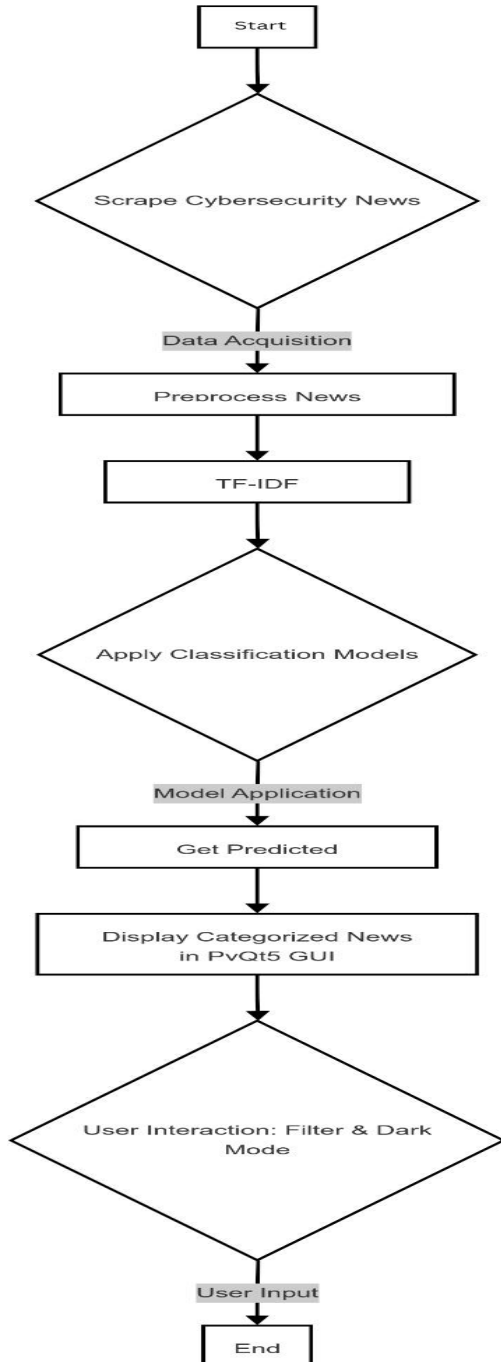 Start
Scrape Cybersecurity News
Data Acquisition
Preprocess News
TF-IDF
Apply Classification Models
Model Application
Get Predicted
Display Categorized News
in PyQt5 GUI
User Interaction: Filter & Dark
Mode
User Input
End